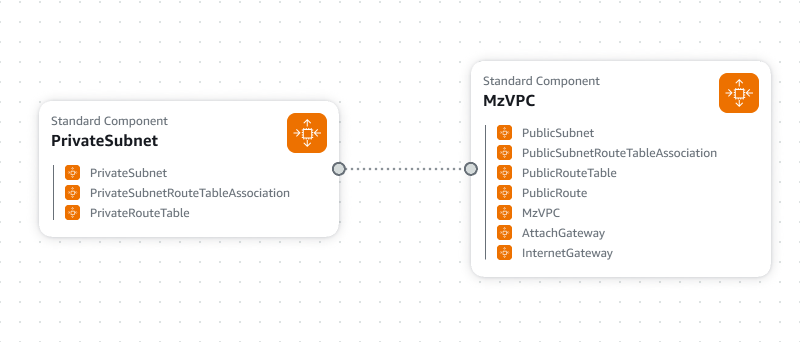 Standard Component
PrivateSubnet
PrivateSubnet
PrivateSubnetRouteTableAssociation
PrivateRouteTable
Standard Component
MzVPC
PublicSubnet
PublicSubnetRouteTableAssociation
PublicRouteTable
PublicRoute
MzVPC
AttachGateway
InternetGateway